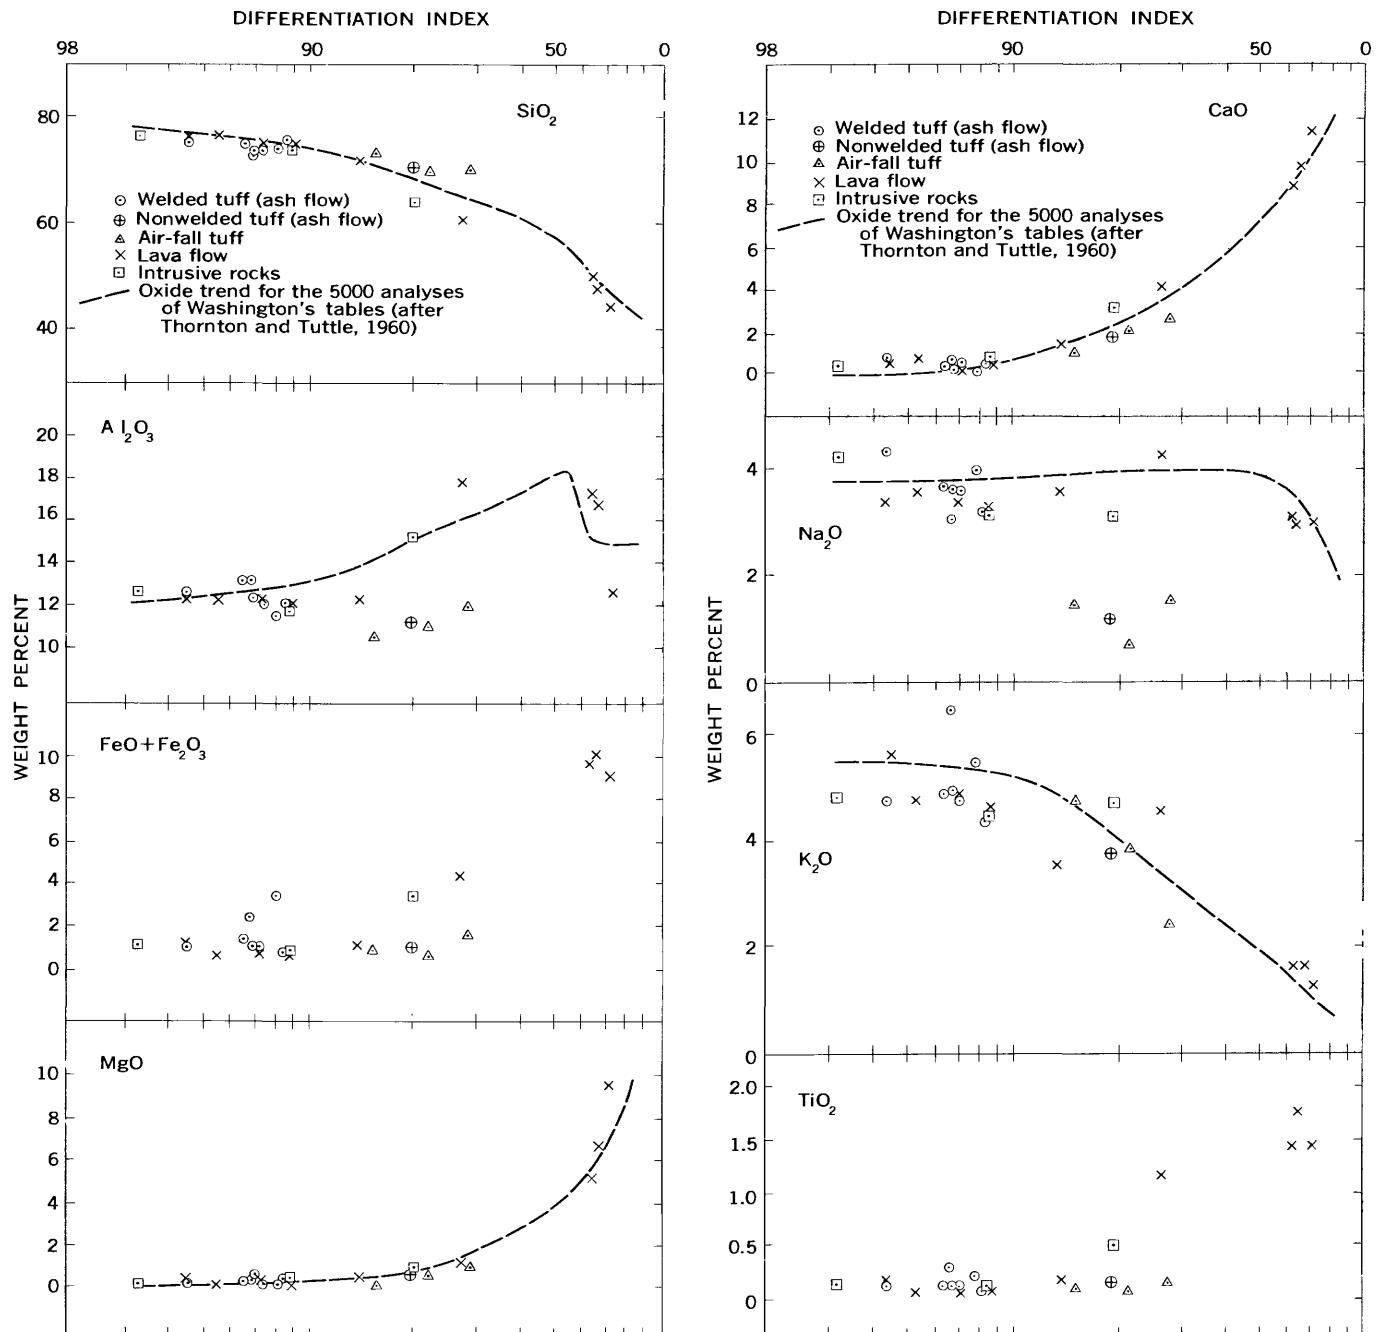 DIFFERENTIATION INDEX
98 90 50 0
SiO2
80
60
40
Welded tuff (ash flow)
Nonwelded tuff (ash flow)
Air-fall tuff
Lava flow
Intrusive rocks
Oxide trend for the 5000 analyses
of Washington's tables (after
Thornton and Tuttle, 1960)
Al2O3
20
18
16
14
12
10
WEIGHT PERCENT
FeO+Fe2O3
10
8
6
4
2
0
MgO
10
8
6
4
2
0
DIFFERENTIATION INDEX
98 90 50 0
CaO
12
10
8
6
4
2
0
Welded tuff (ash flow)
Nonwelded tuff (ash flow)
Air-fall tuff
Lava flow
Intrusive rocks
Oxide trend for the 5000 analyses
of Washington's tables (after
Thornton and Tuttle, 1960)
4
Na2O
2
0
WEIGHT PERCENT
6
4
K2O
2
0
2.0
TiO2
1.5
1.0
0.5
0